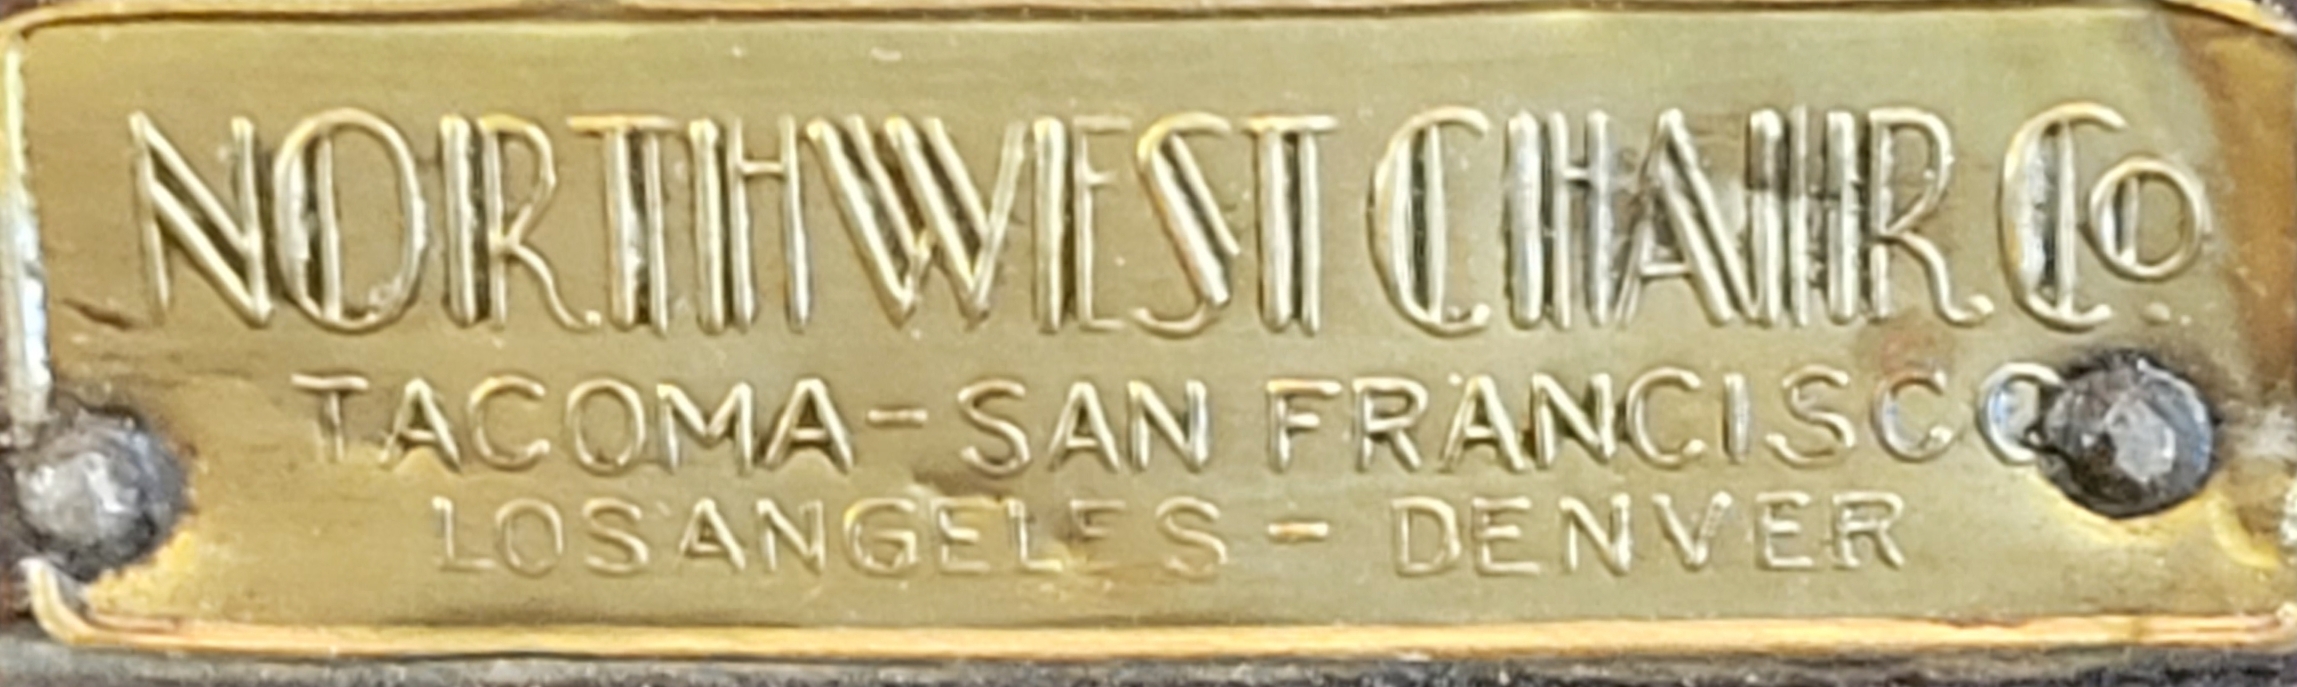 NORTHWEST CHAIR Co.
TACOMA - SAN FRANCISCO
LOS ANGELES - DENVER